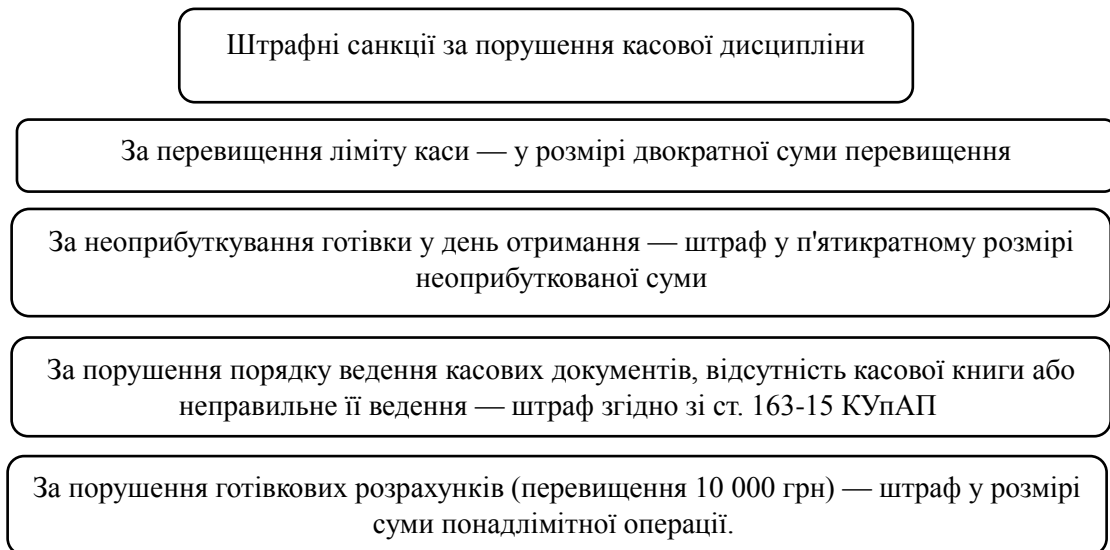 Штрафні санкції за порушення касової дисципліни
За перевищення ліміту каси — у розмірі двократної суми перевищення
За неоприбуткування готівки у день отримання — штраф у п'ятикратному розмірі
неоприбуткованої суми
За порушення порядку ведення касових документів, відсутність касової книги або
неправильне її ведення — штраф згідно зі ст. 163-15 КУпАП
За порушення готівкових розрахунків (перевищення 10 000 грн) — штраф у розмірі
суми понадлімітної операції.